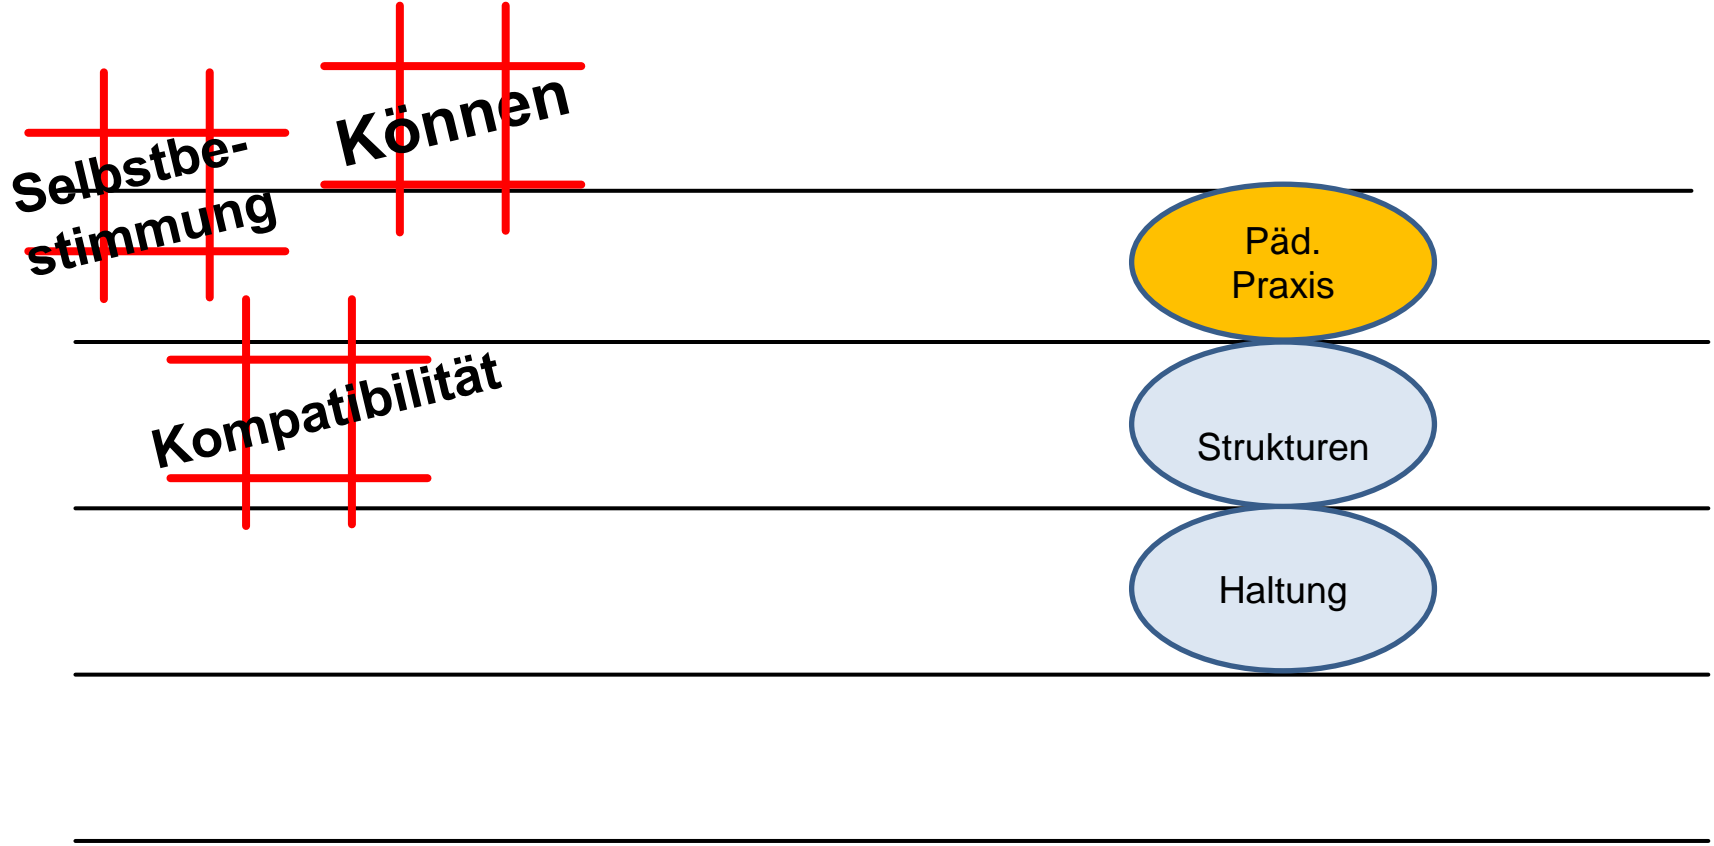 Können
Selbstbe-
stimmung
Kompatibilität
Päd.
Praxis
Strukturen
Haltung